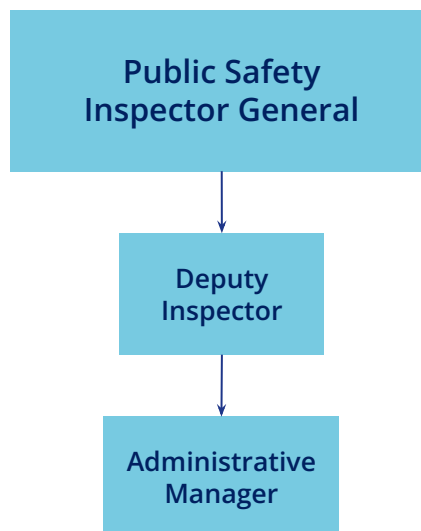 Public Safety
Inspector General
Deputy
Inspector
Administrative
Manager